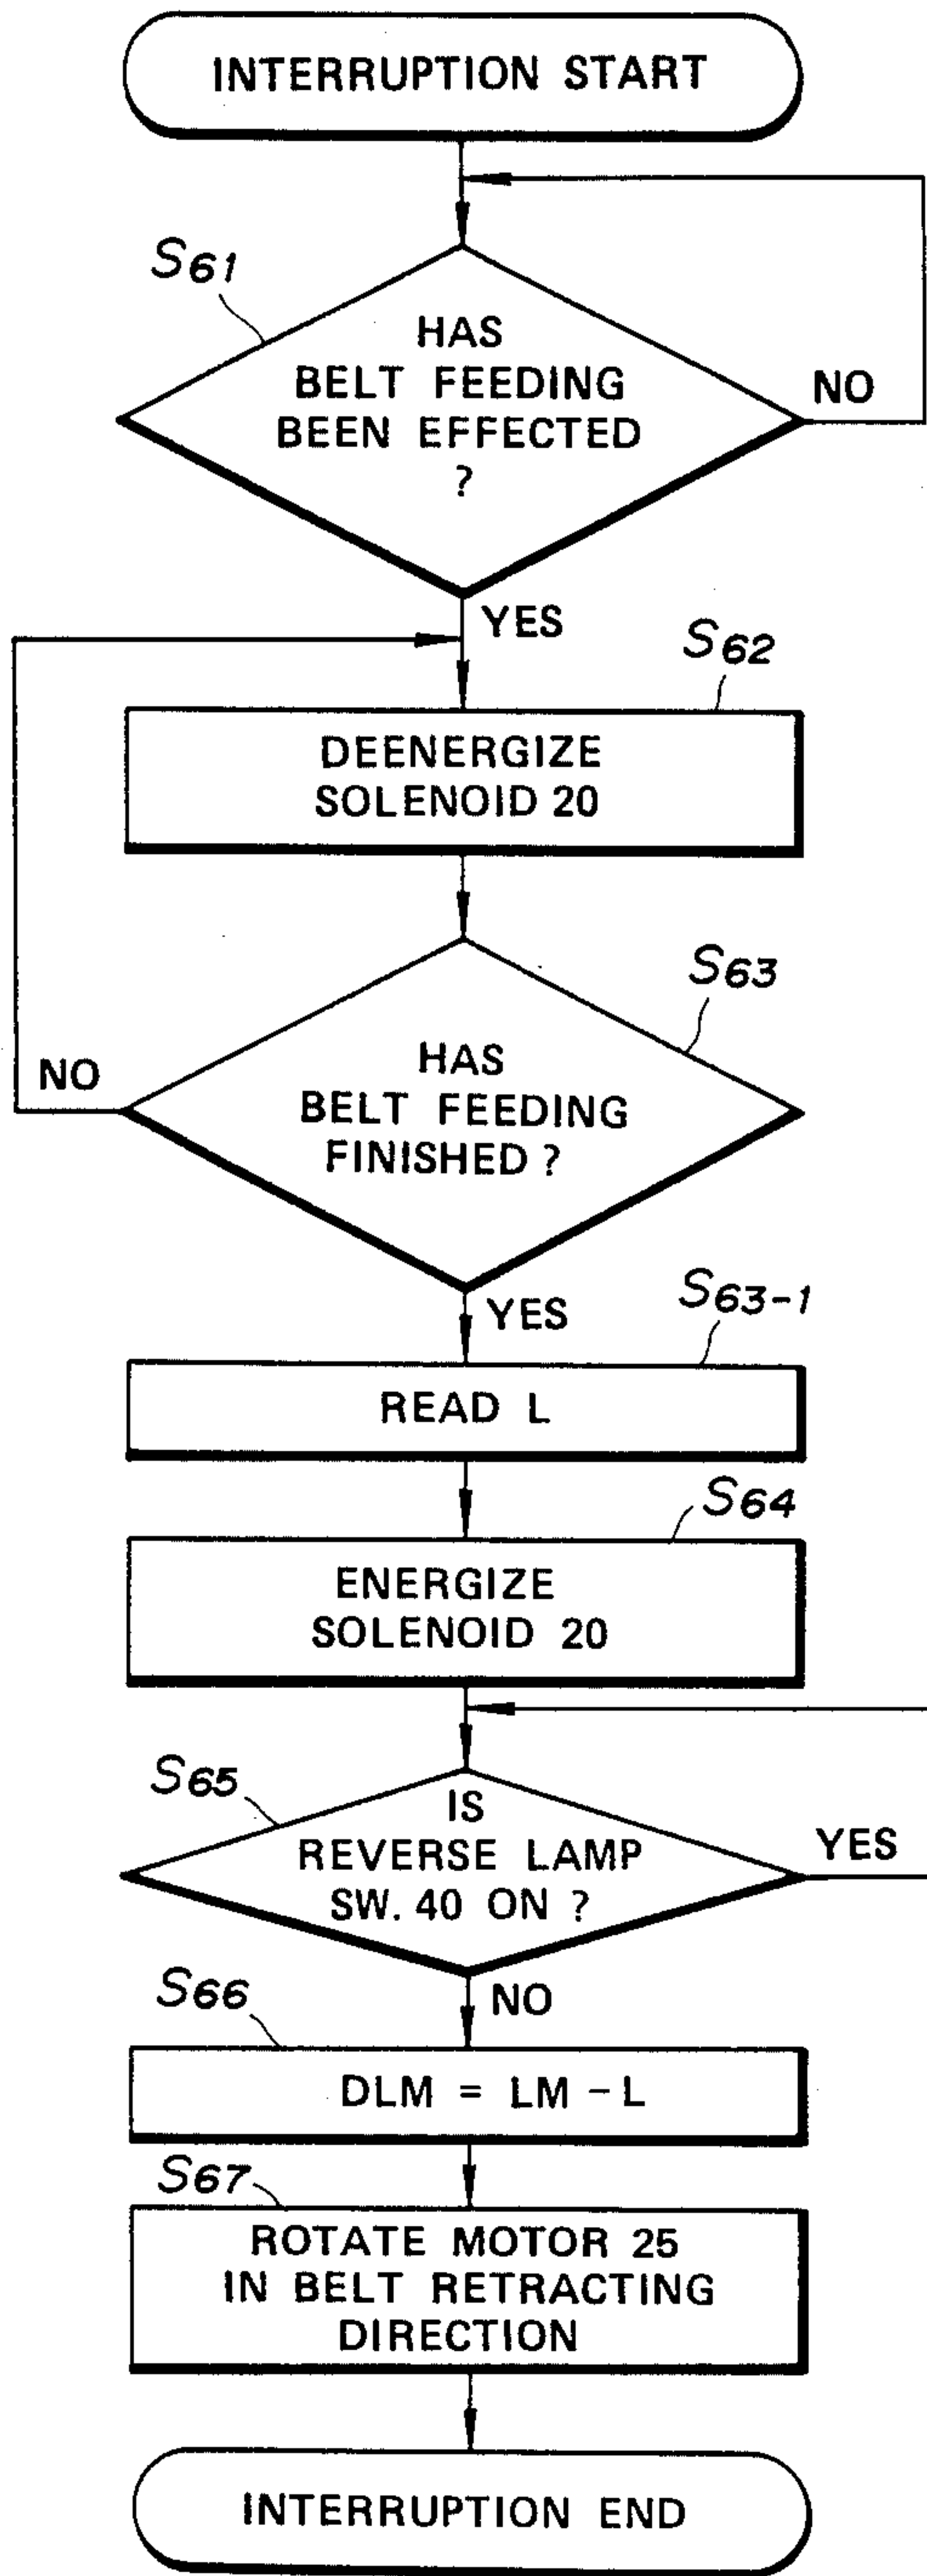 INTERRUPTION START
S61
HAS
BELT FEEDING
BEEN EFFECTED
?
NO
YES
S62
DEENERGIZE
SOLENOID 20
S63
HAS
BELT FEEDING
FINISHED ?
NO
YES
S63-1
READ L
S64
ENERGIZE
SOLENOID 20
S65
IS
REVERSE LAMP
SW. 40 ON ?
YES
NO
S66
DLM = LM - L
S67
ROTATE MOTOR 25
IN BELT RETRACTING
DIRECTION
INTERRUPTION END